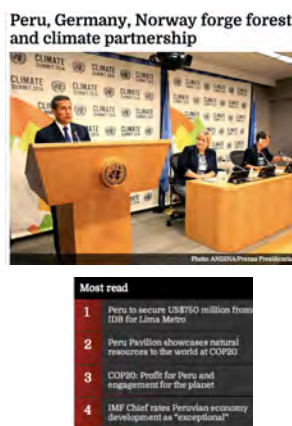 Peru, Germany, Norway forge forest
and climate partnership
CLIMATE
SUMMIT 2014
Photo: ANDINA/Prensa Presidencia
Most read
1
Peru to secure US$750 million from
IDB for Lima Metro
2
Peru Pavilion showcases natural
resources to the world at COP20
3
COP20: Profit for Peru and
engagement for the planet
4
IMF Chief rates Peruvian economy
development as "exceptional"